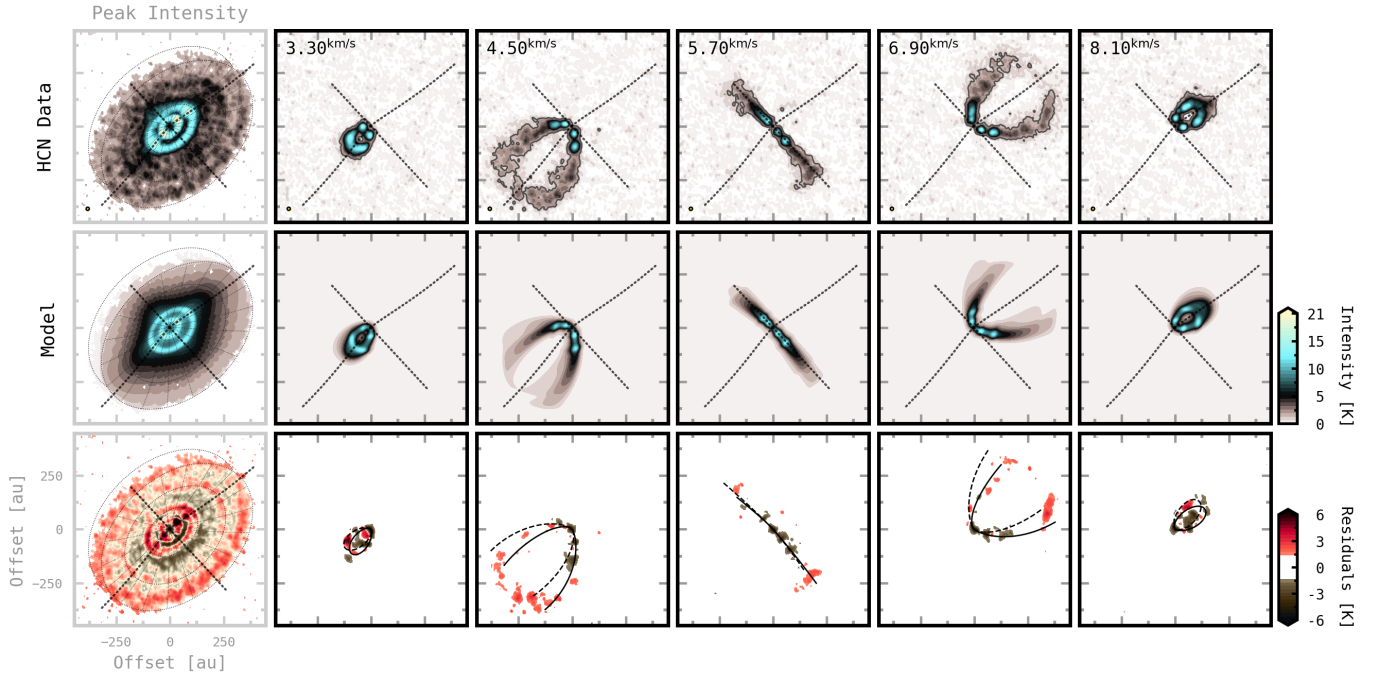 Peak Intensity
HCN Data
3.30km/s
4.50km/s
5.70km/s
6.90km/s
8.10km/s
Model
21
15
10
5
0
Intensity [K]
Offset [au]
250
0
−250
−250 0 250
Offset [au]
6
3
0
-3
-6
Residuals [K]